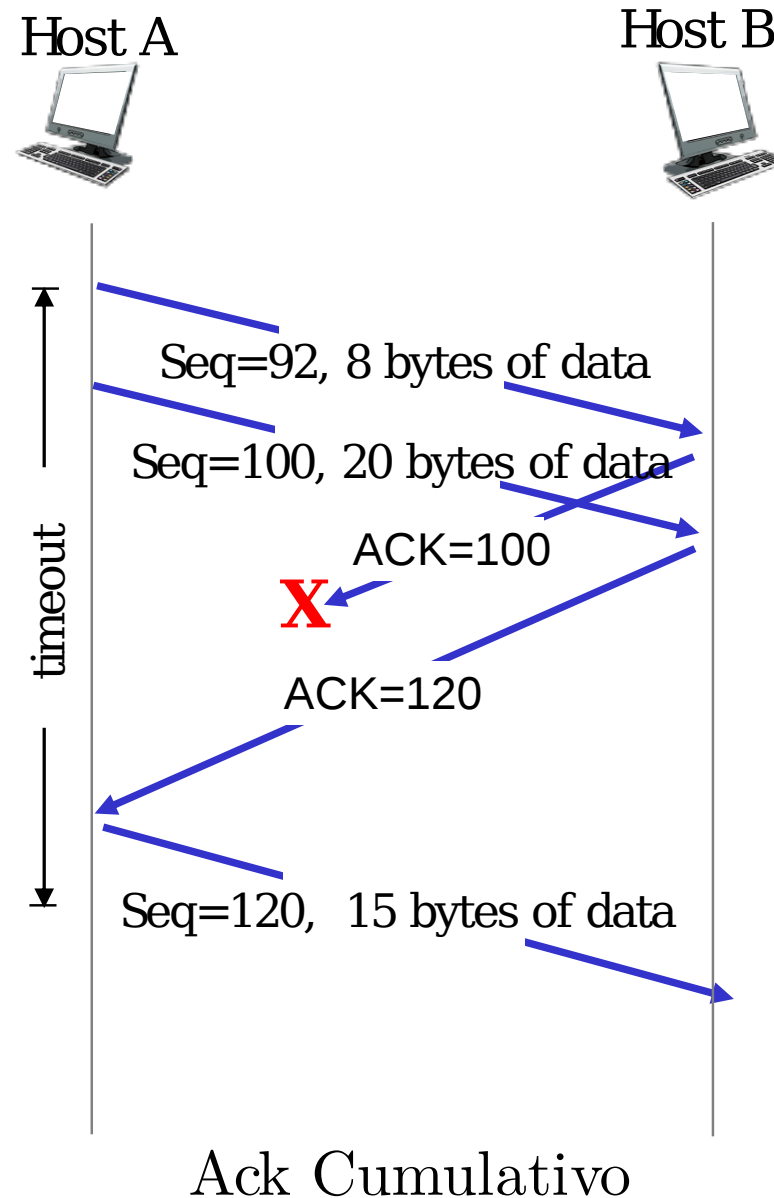 Host A
Host B
Seq=92, 8 bytes of data
Seq=100, 20 bytes of data
ACK=100
X
timeout
ACK=120
Seq=120,  15 bytes of data
Ack Cumulativo